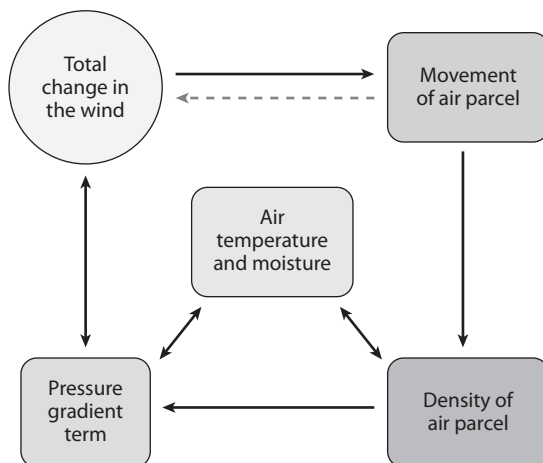 Total
change in
the wind
Movement
of air parcel
Air
temperature
and moisture
Pressure
gradient
term
Density of
air parcel